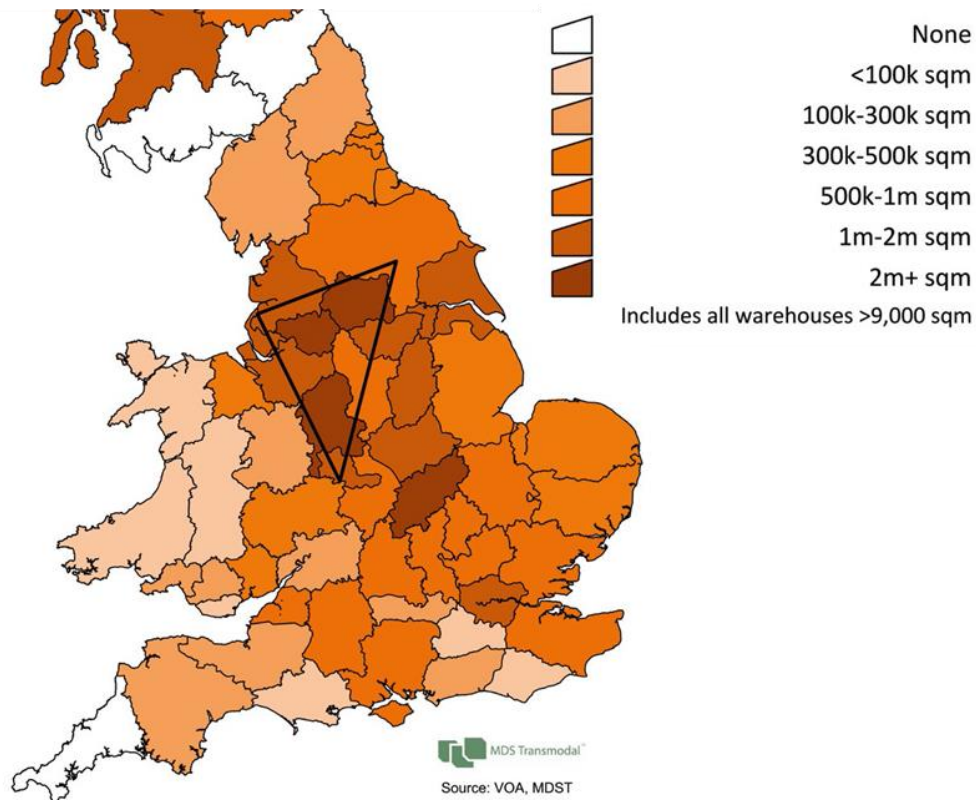 None
<100k sqm
100k-300k sqm
300k-500k sqm
500k-1m sqm
1m-2m sqm
2m+ sqm
Includes all warehouses >9,000 sqm
MDS Transmodal
Source: VOA, MDST